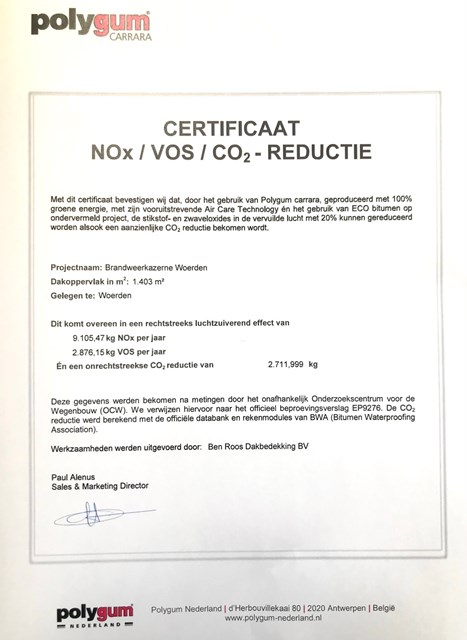 polygum
CARRARA
CERTIFICAAT
NOx / VOS / CO₂ - REDUCTIE
Met dit certificaat bevestigen wij dat, door het gebruik van Polygum carrara, geproduceerd met 100%
groene energie, met zijn vooruitstrevende Air Care Technology én het gebruik van ECO bitumen op
ondervermeld project, de stikstof- en zwaveloxides in de vervuilde lucht met 20% kunnen gereduceerd
worden alsook een aanzienlijke CO₂ reductie bekomen wordt.
Projectnaam: Brandweerkazerne Woerden
Dakoppervlak in m²: 1.403 m²
Gelegen te: Woerden
Dit komt overeen in een rechtstreeks luchtzuiverend effect van
9.105,47 kg NOx per jaar
2.876,15 kg VOS per jaar
Én een onrechtstreekse CO₂ reductie van 2.711,999 kg
Deze gegevens werden bekomen na metingen door het onafhankelijk Onderzoekscentrum voor de
Wegenbouw (OCW). We verwijzen hiervoor naar het officieel beproevingsverslag EP9276. De CO₂
reductie werd berekend met de officiële databank en rekenmodules van BWA (Bitumen Waterproofing
Association).
Werkzaamheden werden uitgevoerd door: Ben Roos Dakbedekking BV
Paul Alenus
Sales & Marketing Director
polygum
NEDERLAND
Polygum Nederland | d'Herbouvillekaai 80 | 2020 Antwerpen | België
www.polygum-nederland.nl